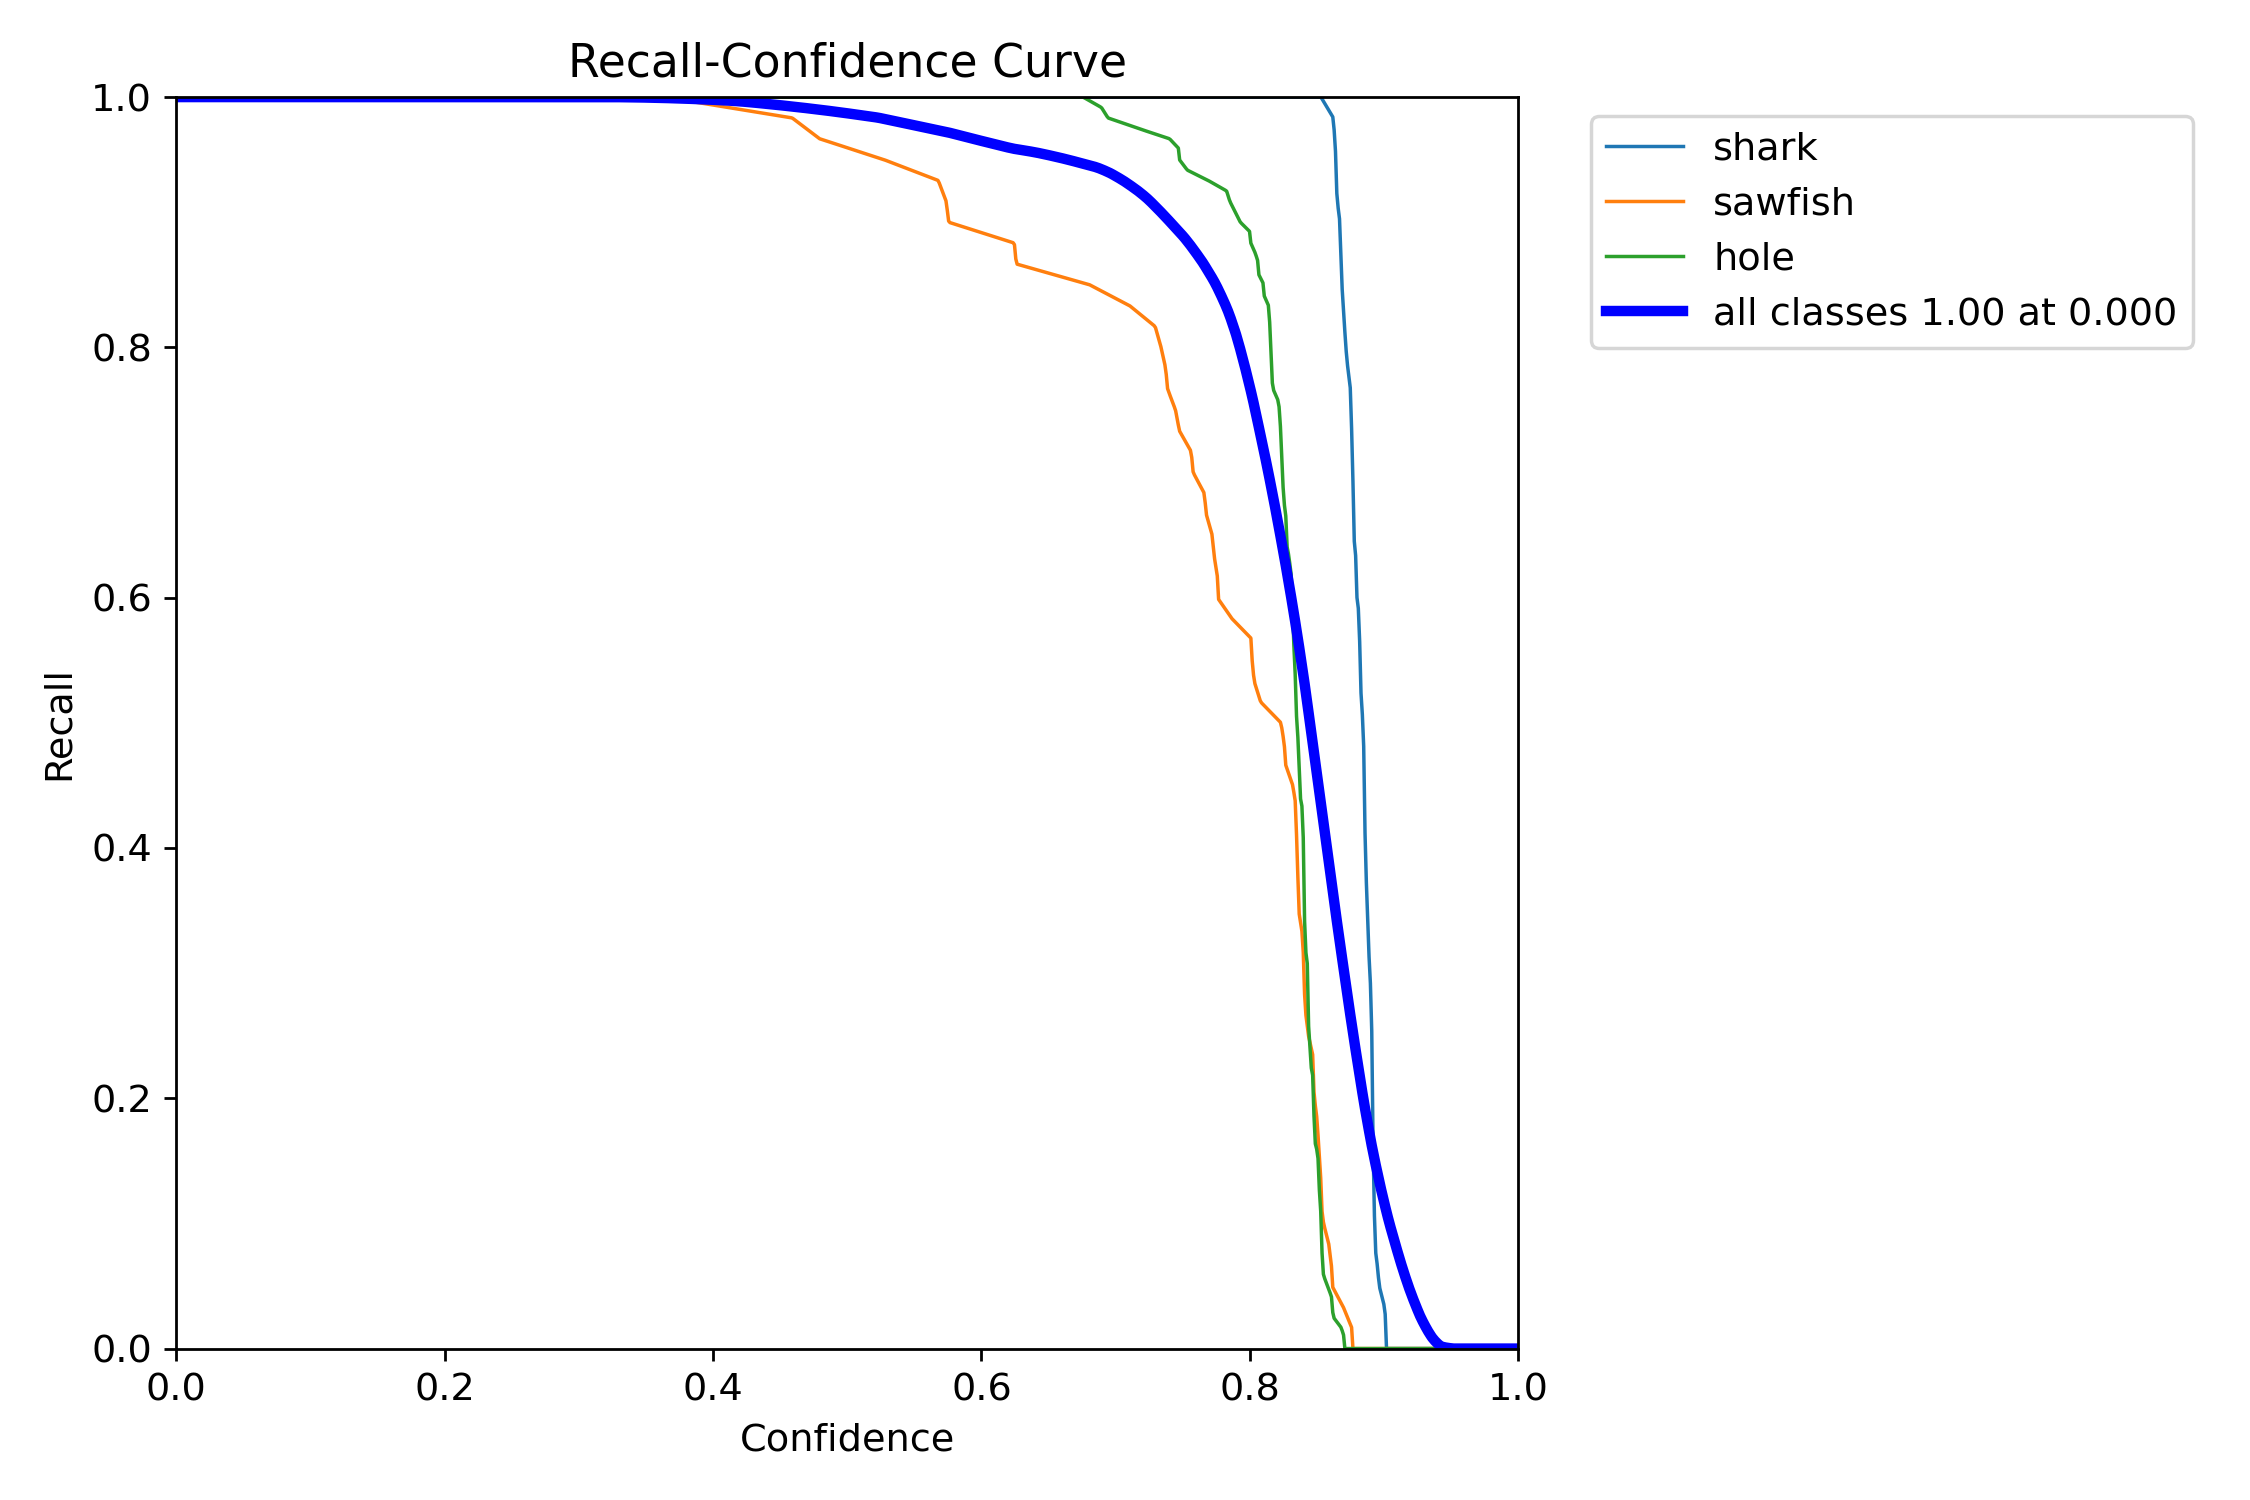 Recall-Confidence Curve
1.0
0.8
0.6
0.4
0.2
0.0
Recall
0.0 0.2 0.4 0.6 0.8 1.0
Confidence
shark
sawfish
hole
all classes 1.00 at 0.000